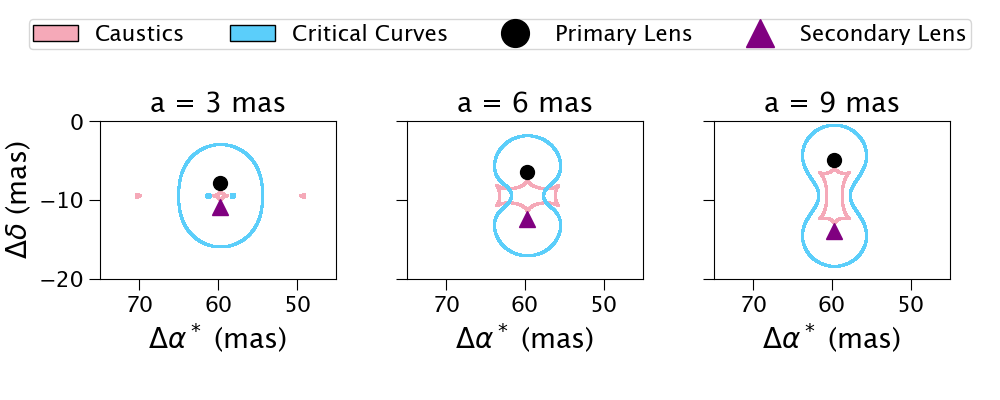 Caustics Critical Curves Primary Lens Secondary Lens
a = 3 mas a = 6 mas a = 9 mas
0
−10
−20
Δδ (mas)
70 60 50 70 60 50 70 60 50
Δα* (mas) Δα* (mas) Δα* (mas)